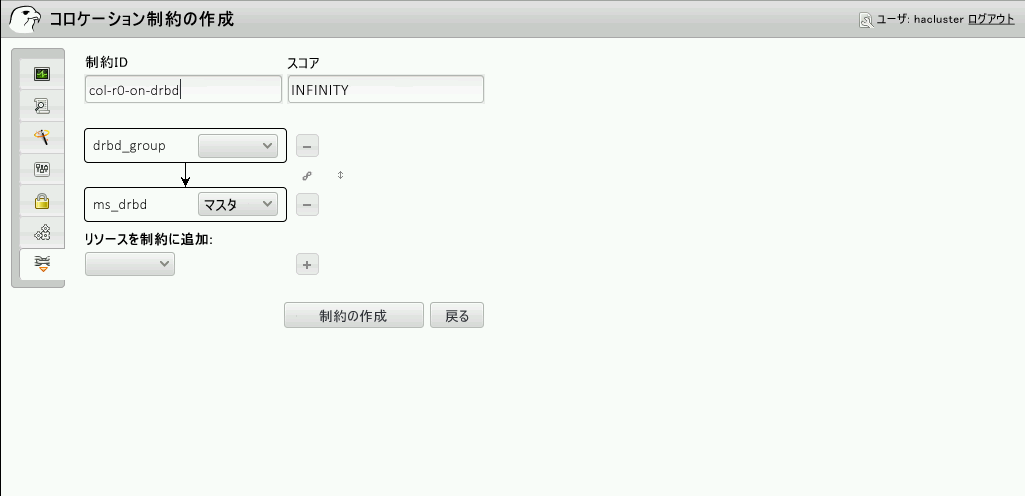 コロケーション制約の作成
ユーザ: hacluster ログアウト
制約ID スコア
col-r0-on-drbd INFINITY
drbd_group
ms_drbd マスタ
リソースを制約に追加:
制約の作成 戻る